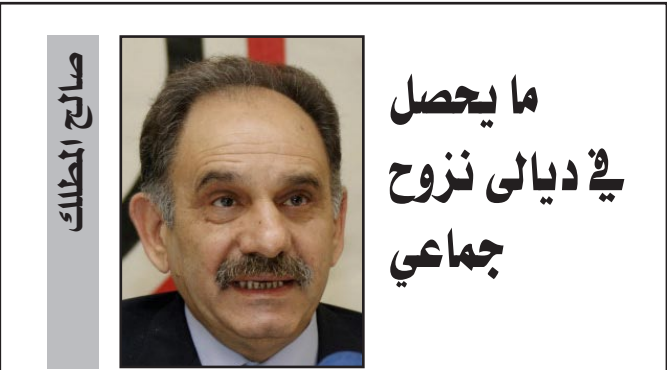 ما يحصل
في ديالى نزوح
جماعي
صالح المطلك